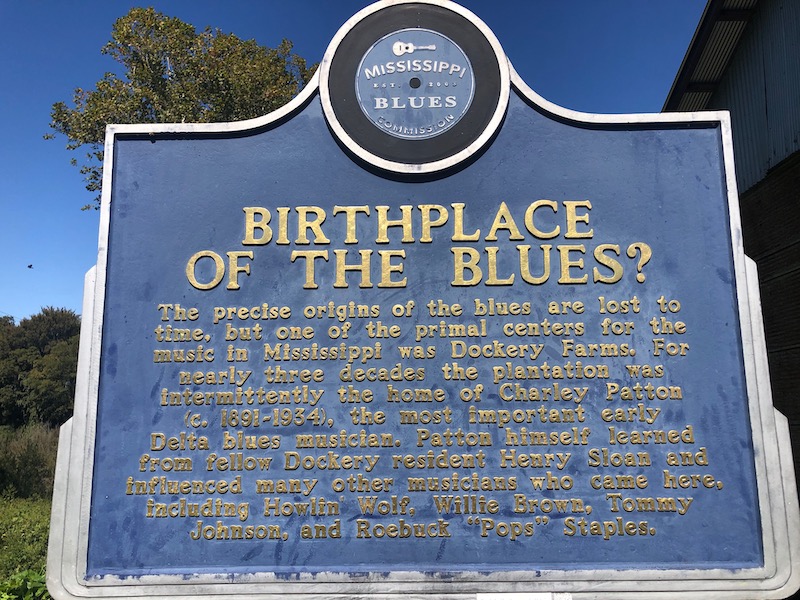 MISSISSIPPI
EST. 2003
BLUES
COMMISSION
BIRTHPLACE
OF THE BLUES?
The precise origins of the blues are lost to
time, but one of the primal centers for the
music in Mississippi was Dockery Farms. For
nearly three decades the plantation was
intermittently the home of Charley Patton
(c. 1891-1934), the most important early
Delta blues musician. Patton himself learned
from fellow Dockery resident Henry Sloan and
influenced many other musicians who came here,
including Howlin' Wolf, Willie Brown, Tommy
Johnson, and Roebuck "Pops" Staples.